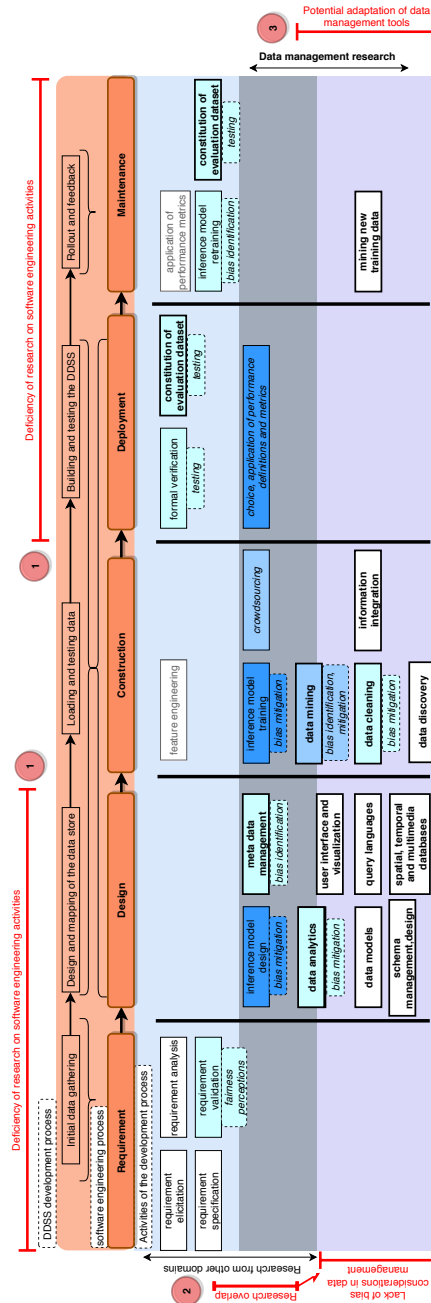 Deficiency of research on software engineering activities
1
1
Deficiency of research on software engineering activities
3
Potential adaptation of data
management tools
DDSS development process
Initial data gathering
Design and mapping of the data store
Loading and testing data
Building and testing the DDSS
Rollout and feedback
software engineering process
Requirement
Design
Construction
Deployment
Maintenance
Activities of the development process
requirement
elicitation
requirement analysis
requirement
specification
requirement
validation
fairness
perceptions
inference model
design
bias mitigation
meta data
management
bias identification
data analytics
bias mitigation
user interface and
visualization
data models
query languages
schema
management,design
spatial, temporal
and multimedia
databases
feature engineering
inference model
training
bias mitigation
crowdsourcing
data mining
bias identification,
mitigation
data cleaning
bias mitigation
information
integration
data discovery
formal verification
testing
constitution of
evaluation dataset
testing
choice, application of performance
definitions and metrics
application of
performance metrics
inference model
retraining
bias identification
constitution of
evaluation dataset
testing
mining new
training data
Data management research
Research from other domains
2
Research overlap
Lack of bias
considerations in data
management